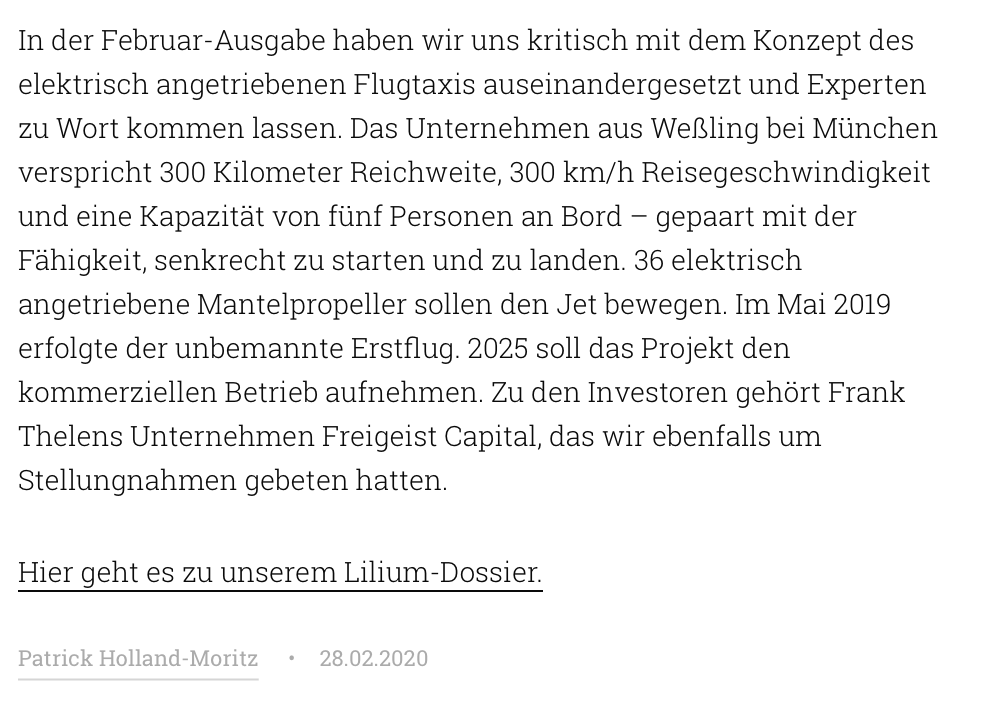 In der Februar-Ausgabe haben wir uns kritisch mit dem Konzept des
elektrisch angetriebenen Flugtaxis auseinandergesetzt und Experten
zu Wort kommen lassen. Das Unternehmen aus Weßling bei München
verspricht 300 Kilometer Reichweite, 300 km/h Reisegeschwindigkeit
und eine Kapazität von fünf Personen an Bord – gepaart mit der
Fähigkeit, senkrecht zu starten und zu landen. 36 elektrisch
angetriebene Mantelpropeller sollen den Jet bewegen. Im Mai 2019
erfolgte der unbemannte Erstflug. 2025 soll das Projekt den
kommerziellen Betrieb aufnehmen. Zu den Investoren gehört Frank
Thelens Unternehmen Freigeist Capital, das wir ebenfalls um
Stellungnahmen gebeten hatten.
Hier geht es zu unserem Lilium-Dossier.
Patrick Holland-Moritz • 28.02.2020